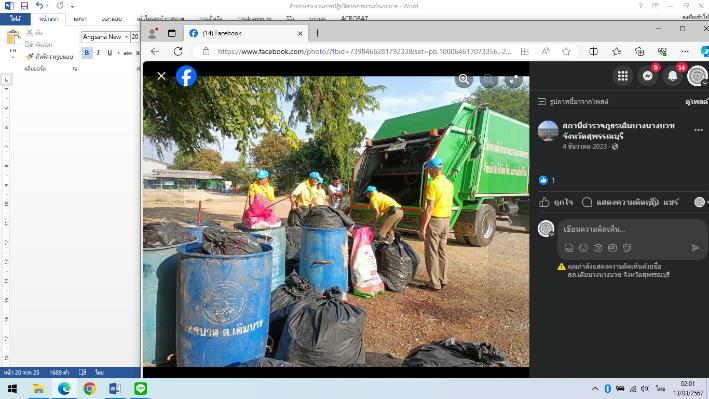 - Word
ไฟล์
หน้าแรก
ออกแบบ
ACROBAT
ตัด
คัดลอก
ตัวคัดวางรูปแบบ
คลิปบอร์ด
Angsana New
20
B I U abc
(14) Facebook
https://www.facebook.com/photo/?fbid=739846628179233&set=pb.100064617073356..-2...
9
14
รูปภาพนี้มาจากโพสต์
ดูโพสต์
สถานีตำรวจภูธรเดิมบางนางบวช
จังหวัดสุพรรณบุรี
4 ธันวาคม 2023
1
ถูกใจ
แสดงความคิดเห็น
แชร์
เขียนความคิดเห็น...
GIF
คุณกำลังแสดงความคิดเห็นด้วยชื่อ
สภ.เดิมบางนางบวช จังหวัดสุพรรณบุรี
เทศบาล ต.เดิมบาง
หน้า 20 จาก 25
1689 คำ
ไทย
ไทย
02:01
13/03/2567